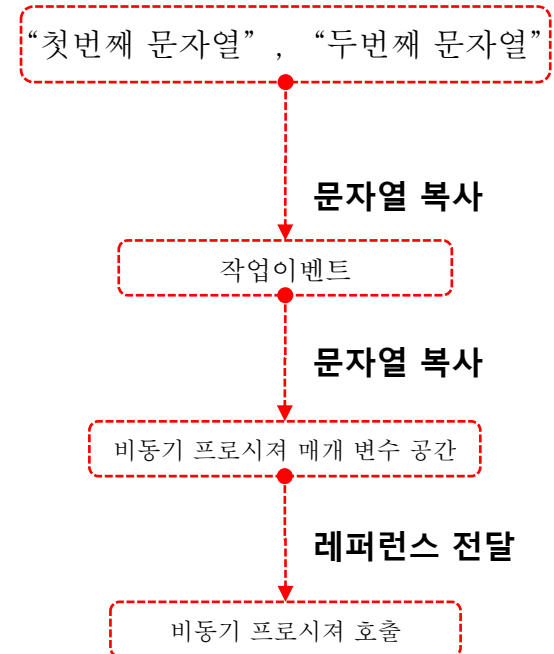 “첫번째 문자열” , “두번째 문자열”
문자열 복사
작업이벤트
문자열 복사
비동기 프로시져 매개 변수 공간
레퍼런스 전달
비동기 프로시져 호출